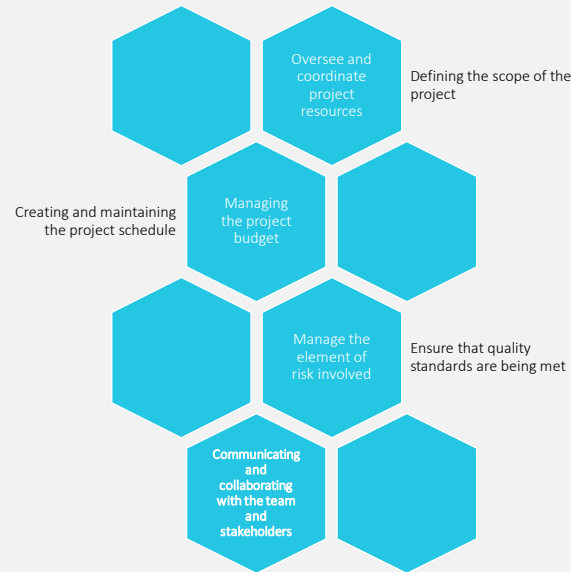 Oversee and
coordinate
project
resources
Defining the scope of the
project
Creating and maintaining
the project schedule
Managing
the project
budget
Manage the
element of
risk involved
Ensure that quality
standards are being met
Communicating
and
collaborating
with the team
and
stakeholders